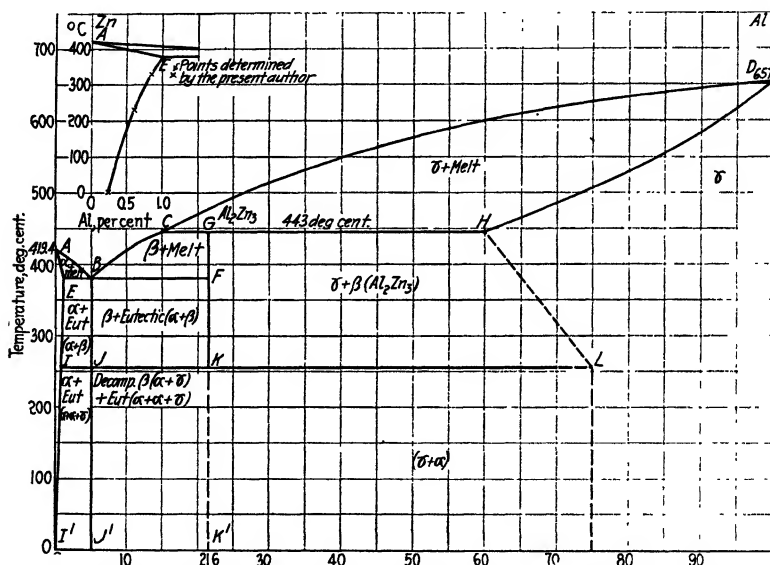 °C Zn Al
A
700 400
E × Points determined
× by the present author
D 657
300
600 200
γ+Melt
γ
100
500 0
0 0.5 1.0
Al, percent C G Al₂Zn₃ 443 deg. cent. H
419.4 A β+Melt
400 α+ Melt B F
γ+β(Al₂Zn₃)
E
α+ Eut (α+β) β+Eutectic(α+β)
300
I J K L
α+ Eut Decomp. β(α+γ)
+Eut(α+α+γ)
200
(γ+α)
100
I' J' K'
0
10 21.6 30 40 50 60 70 80 90
Temperature, deg. cent.